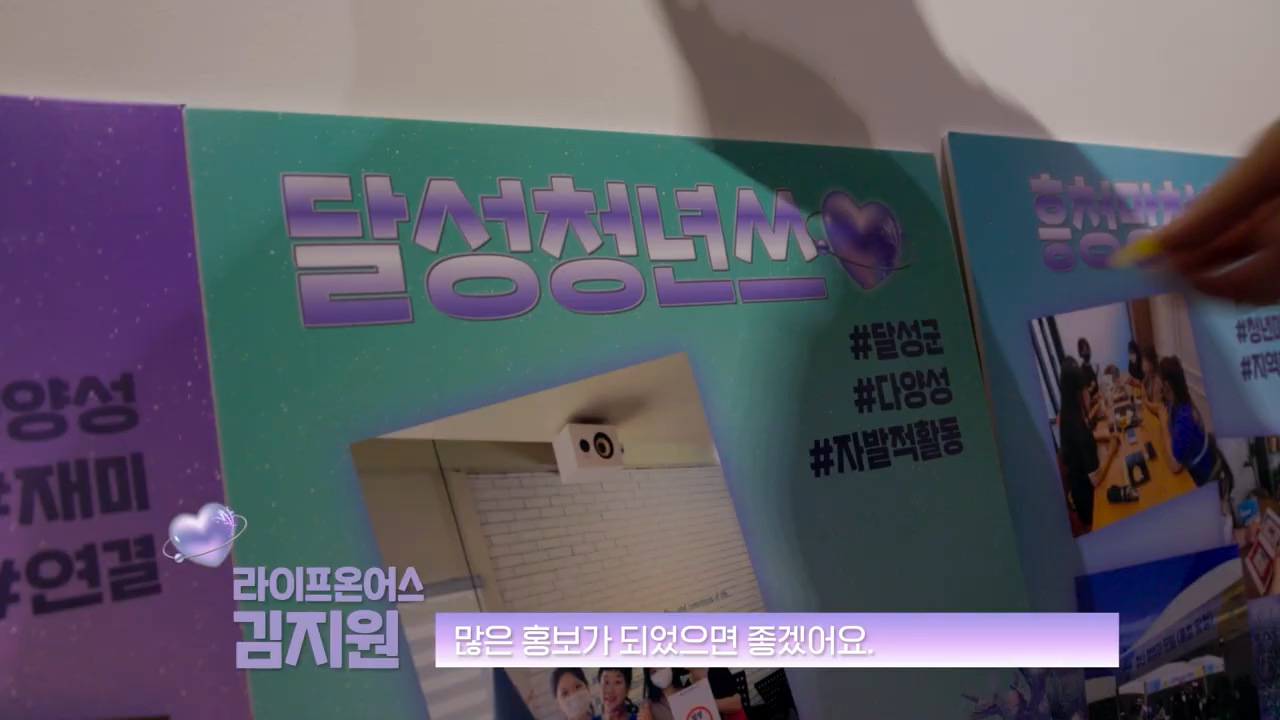 달성청년쓰
#달성군
#다양성
#자발적활동
#재미
#연결
라이프온어스
김지원
많은 홍보가 되었으면 좋겠어요.